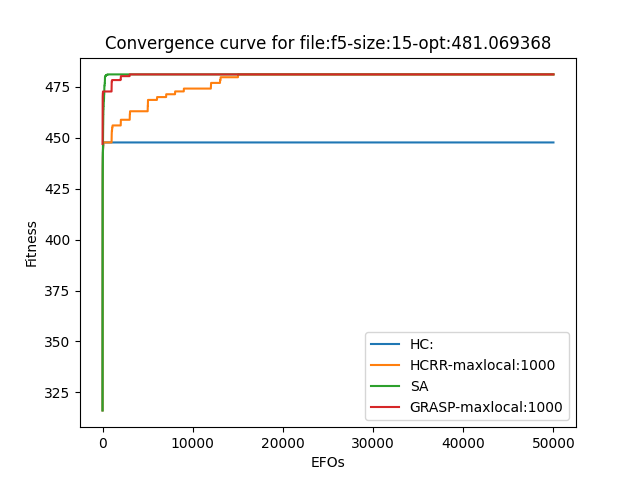 Convergence curve for file:f5-size:15-opt:481.069368
Fitness
475
450
425
400
375
350
325
0
10000
20000
30000
40000
50000
EFOs
HC:
HCRR-maxlocal:1000
SA
GRASP-maxlocal:1000